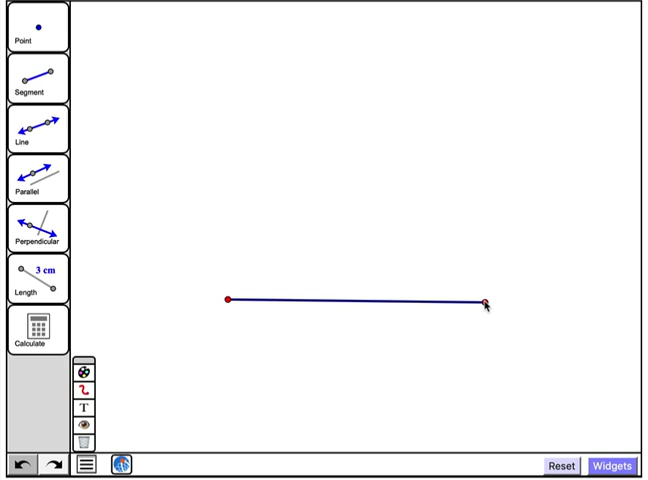 Point
Segment
Line
Parallel
Perpendicular
3 cm
Length
Calculate
T
Reset
Widgets